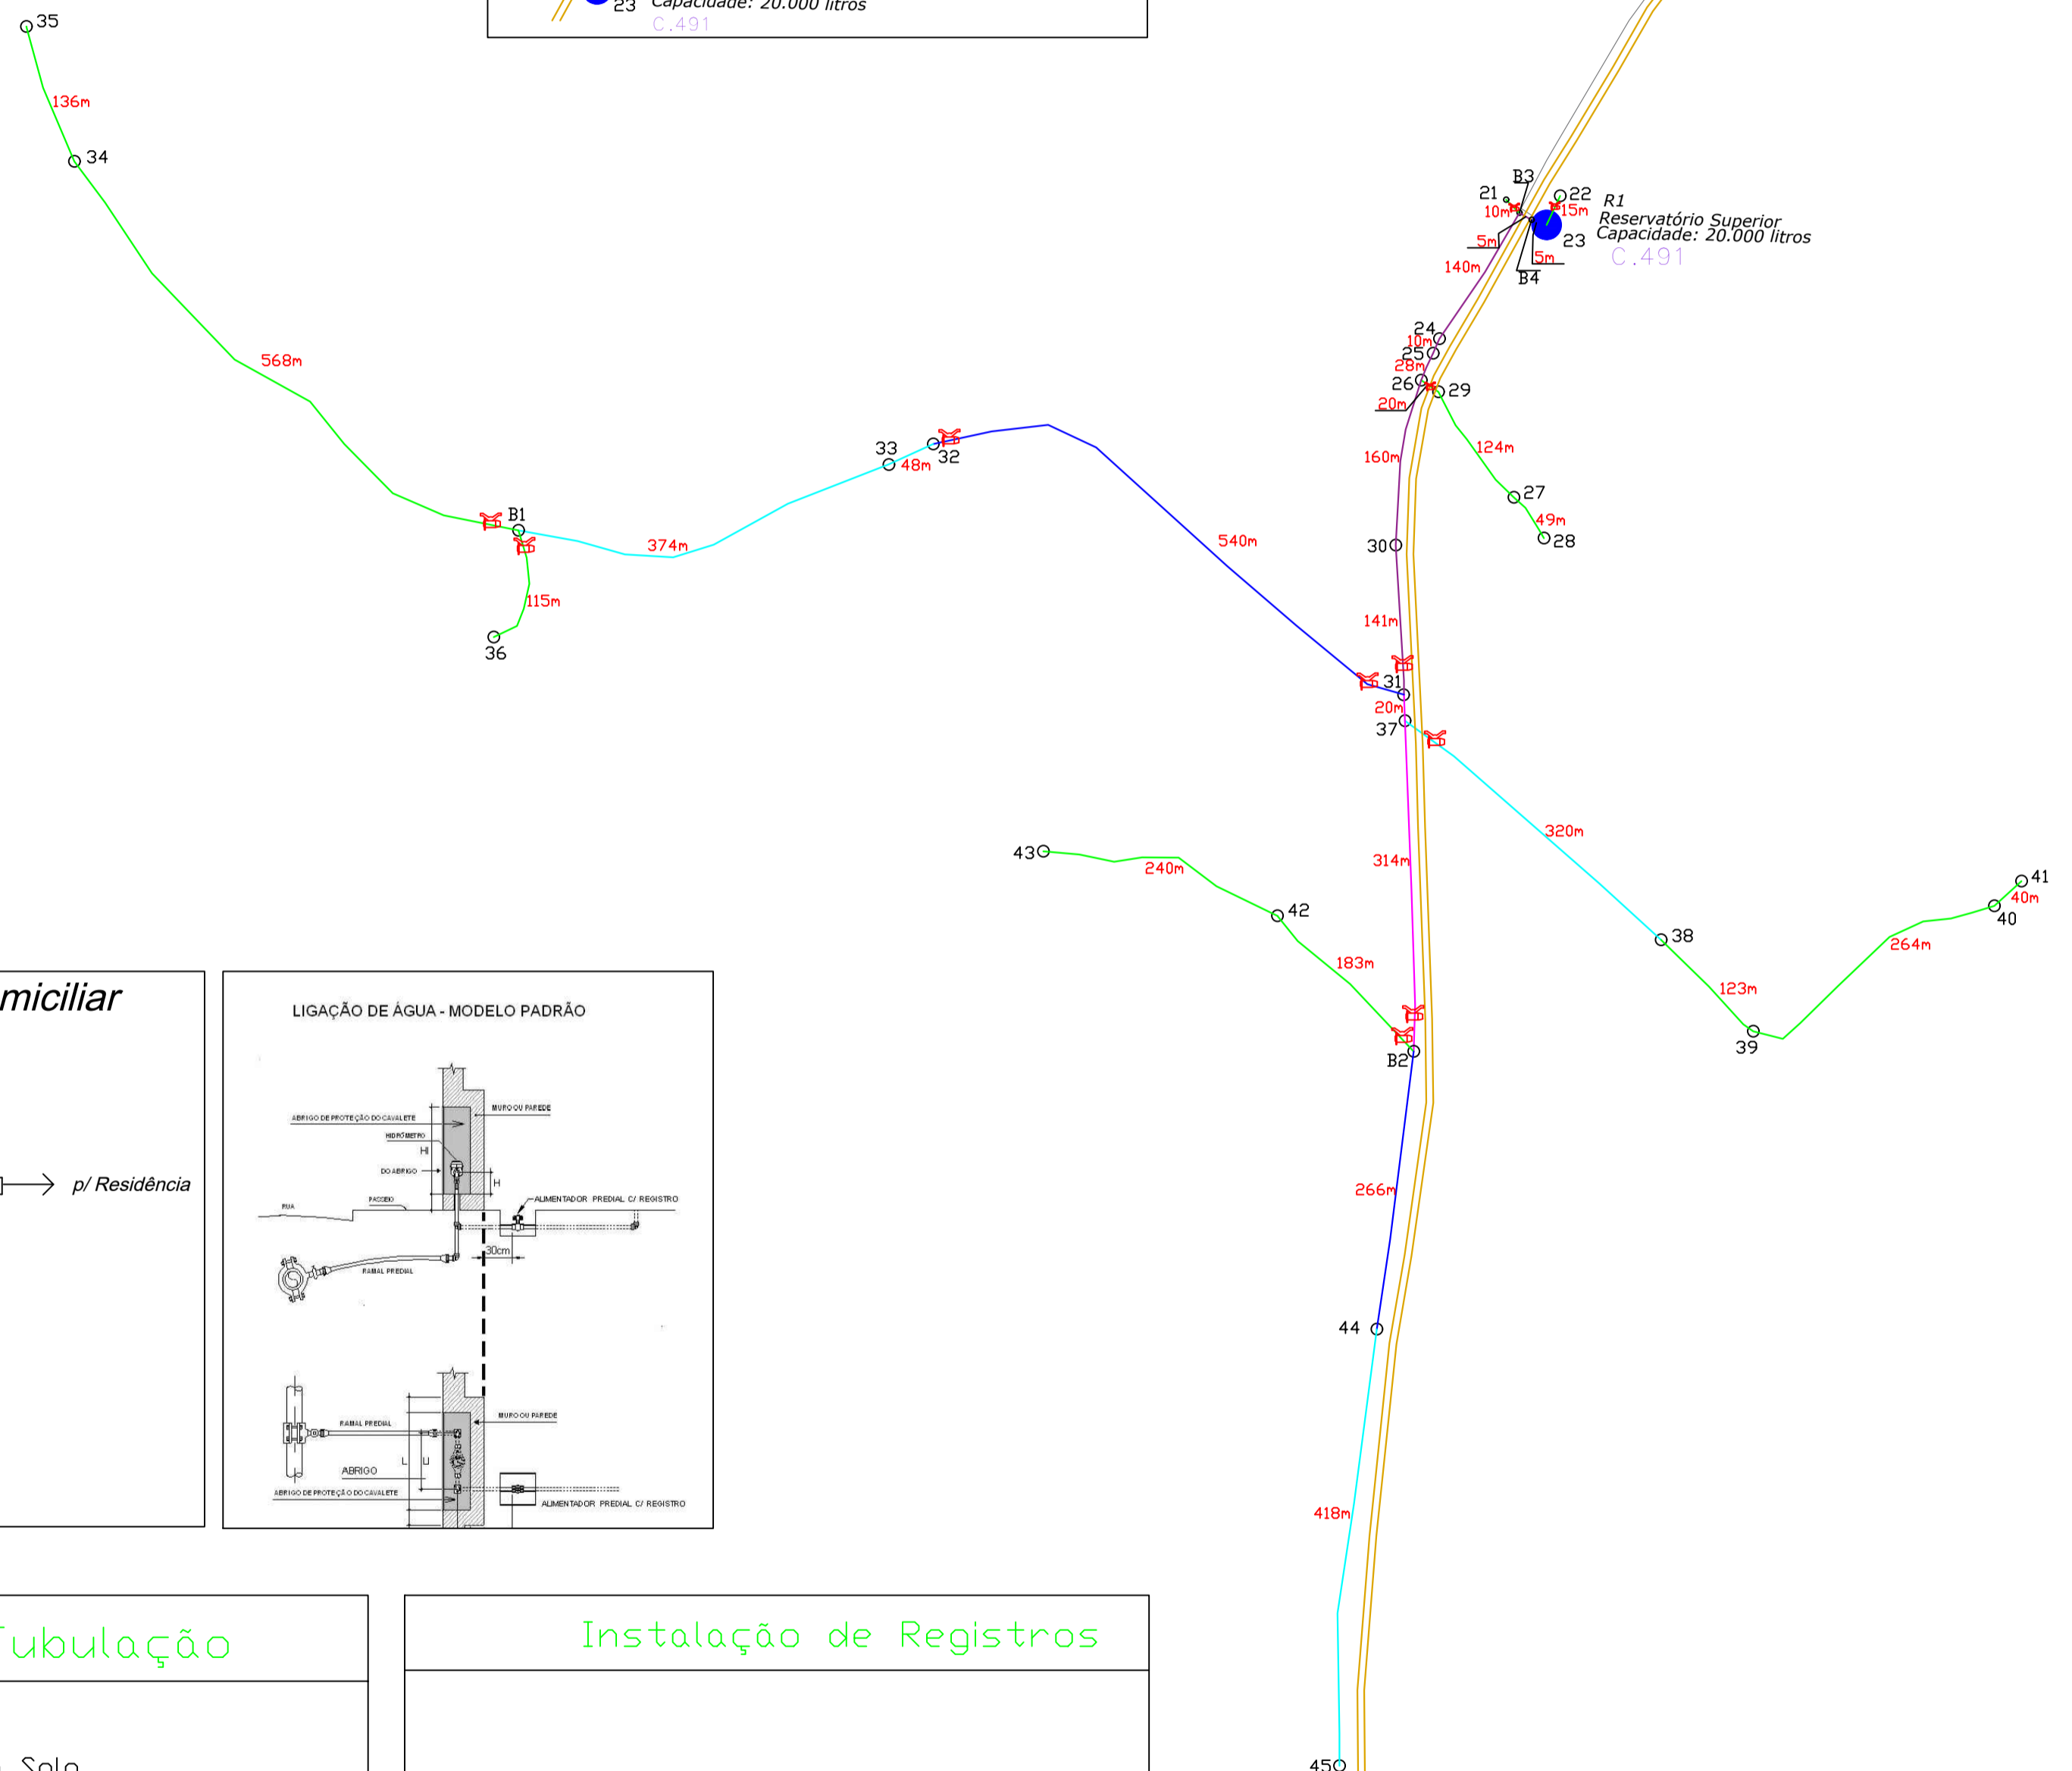 23 Capacidade: 20.000 litros
C.491
35
136m
34
568m
B1
374m
115m
36
33
48m
32
540m
B3
21
10m
22
15m
R1
Reservatório Superior
Capacidade: 20.000 litros
23
C.491
5m
5m
B4
140m
24
10m
25
28m
26
29
20m
124m
160m
27
49m
28
30
141m
31
20m
37
320m
314m
43
240m
42
183m
38
41
40m
40
264m
123m
39
B2
266m
44
418m
45
miciliar
p/ Residência
LIGAÇÃO DE ÁGUA - MODELO PADRÃO
MURO OU PAREDE
ABRIGO DE PROTEÇÃO DO CAVALETE
HIDRÔMETRO
HI
DO ABRIGO
H
PASSEIO
ALIMENTADOR PREDIAL C/ REGISTRO
RUA
30cm
RAMAL PREDIAL
MURO OU PAREDE
RAMAL PREDIAL
L
ABRIGO
ABRIGO DE PROTEÇÃO DO CAVALETE
ALIMENTADOR PREDIAL C/ REGISTRO
Tubulação
Instalação de Registros
Solo